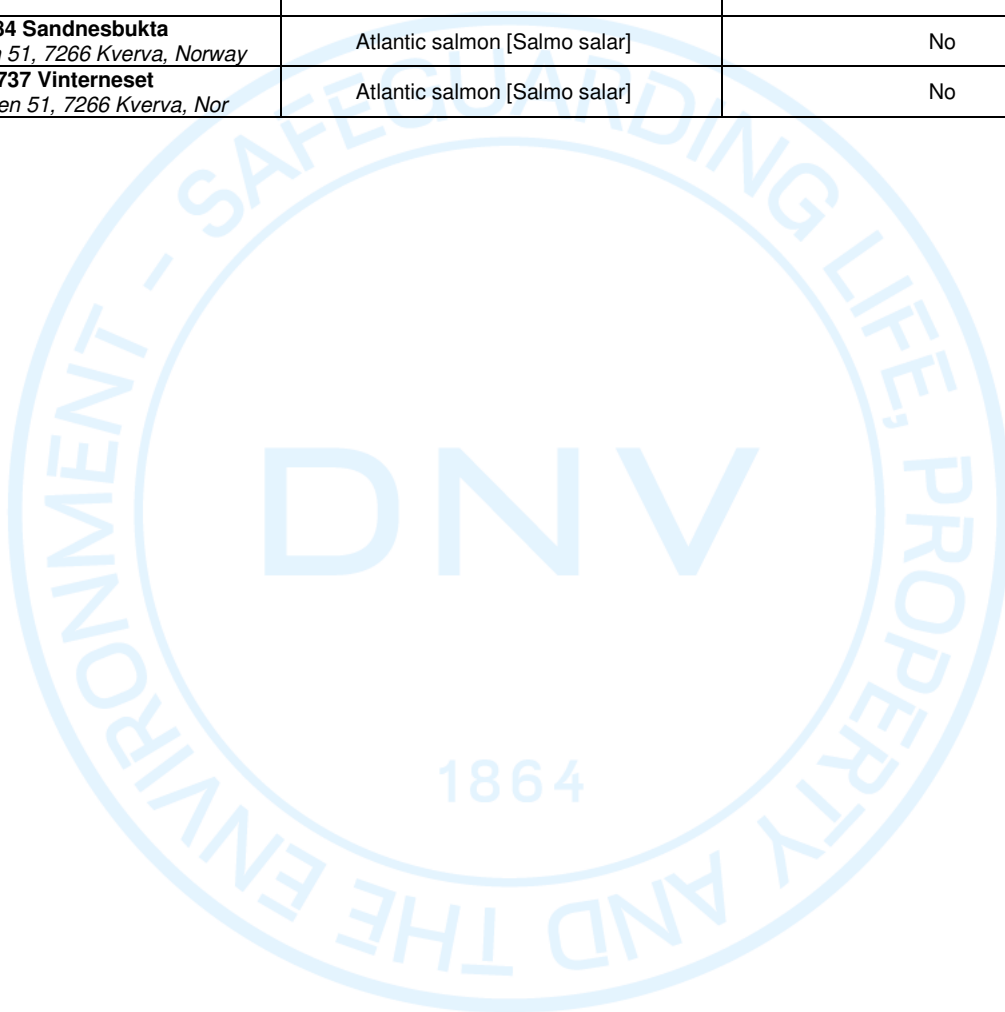 34 Sandnesbukta
51, 7266 Kverva, Norway
Atlantic salmon [Salmo salar]
No
737 Vinterneset
en 51, 7266 Kverva, Nor
Atlantic salmon [Salmo salar]
No
SAFEGUARDING LIFE, PROPERTY AND THE ENVIRONMENT -
DNV
1864